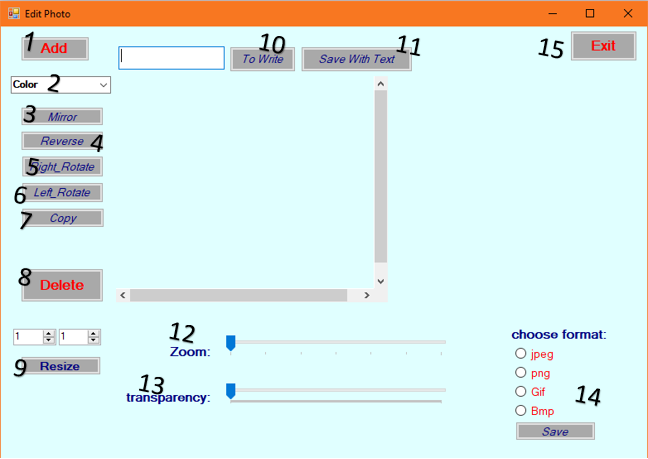 Edit Photo
1 Add
10 To Write
11 Save With Text
15 Exit
Color 2
3 Mirror
Reverse 4
5 Right_Rotate
6 Left_Rotate
7 Copy
8 Delete
1 1
9 Resize
12 Zoom:
13 transparency:
choose format:
jpeg
png
Gif
14
Bmp
Save